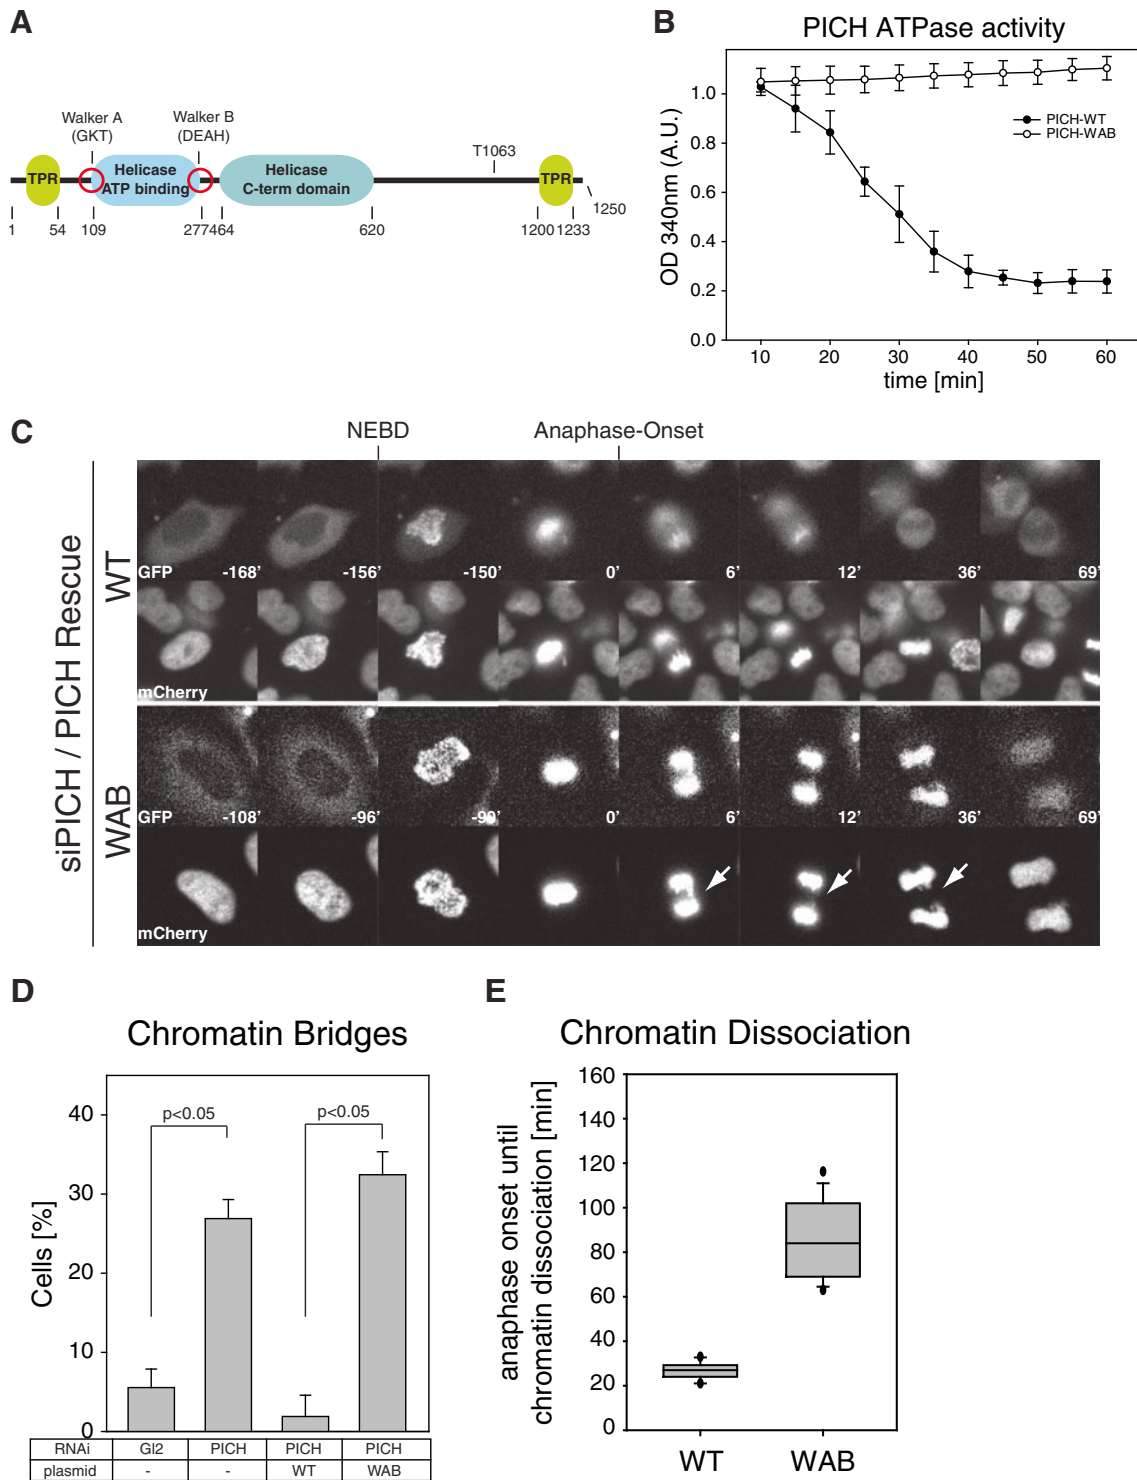 A
Walker A
(GKT)
Walker B
(DEAH)
T1063
TPR
Helicase
ATP binding
Helicase
C-term domain
TPR
1
54
109
277
464
620
1200
1233
1250
B
PICH ATPase activity
OD 340nm (A.U.)
1.0
0.8
0.6
0.4
0.2
0.0
PICH-WT
PICH-WAB
10
20
30
40
50
60
time [min]
C
NEBD
Anaphase-Onset
siPICH / PICH Rescue
WT
GFP
-168’
-156’
-150’
0’
6’
12’
36’
69’
mCherry
WAB
GFP
-108’
-96’
-90’
0’
6’
12’
36’
69’
mCherry
D
Chromatin Bridges
Cells [%]
40
30
20
10
0
p<0.05
p<0.05
RNAi
Gl2
PICH
PICH
PICH
plasmid
-
-
WT
WAB
E
Chromatin Dissociation
anaphase onset until
chromatin dissociation [min]
160
140
120
100
80
60
40
20
0
WT
WAB